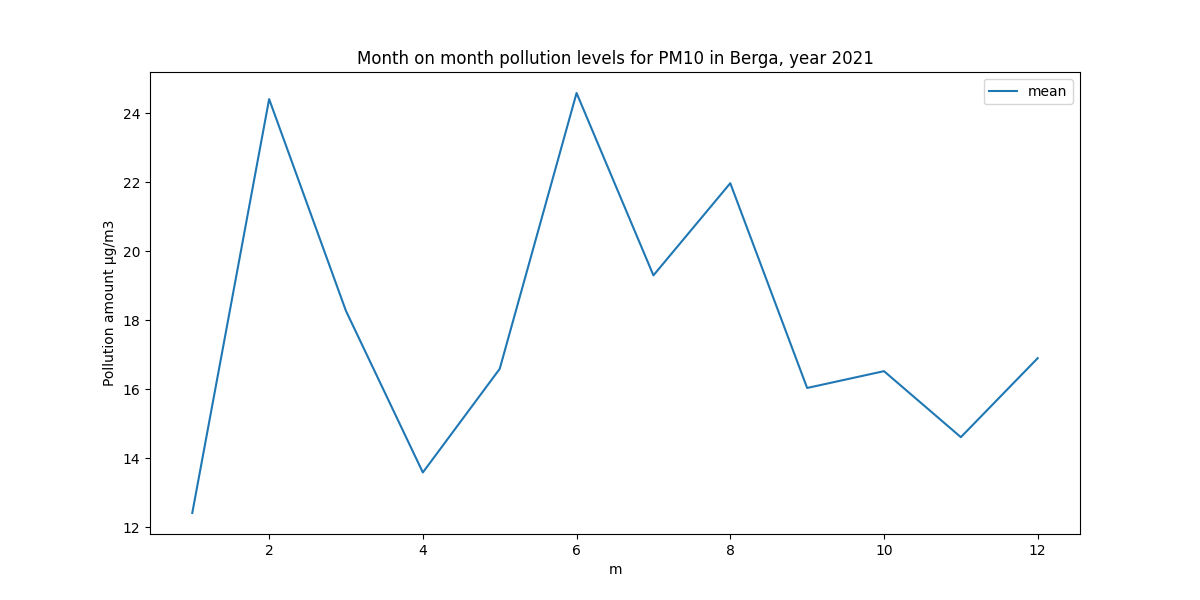 Month on month pollution levels for PM10 in Berga, year 2021
mean
Pollution amount µg/m3
24
22
20
18
16
14
12
2 4 6 8 10 12
m